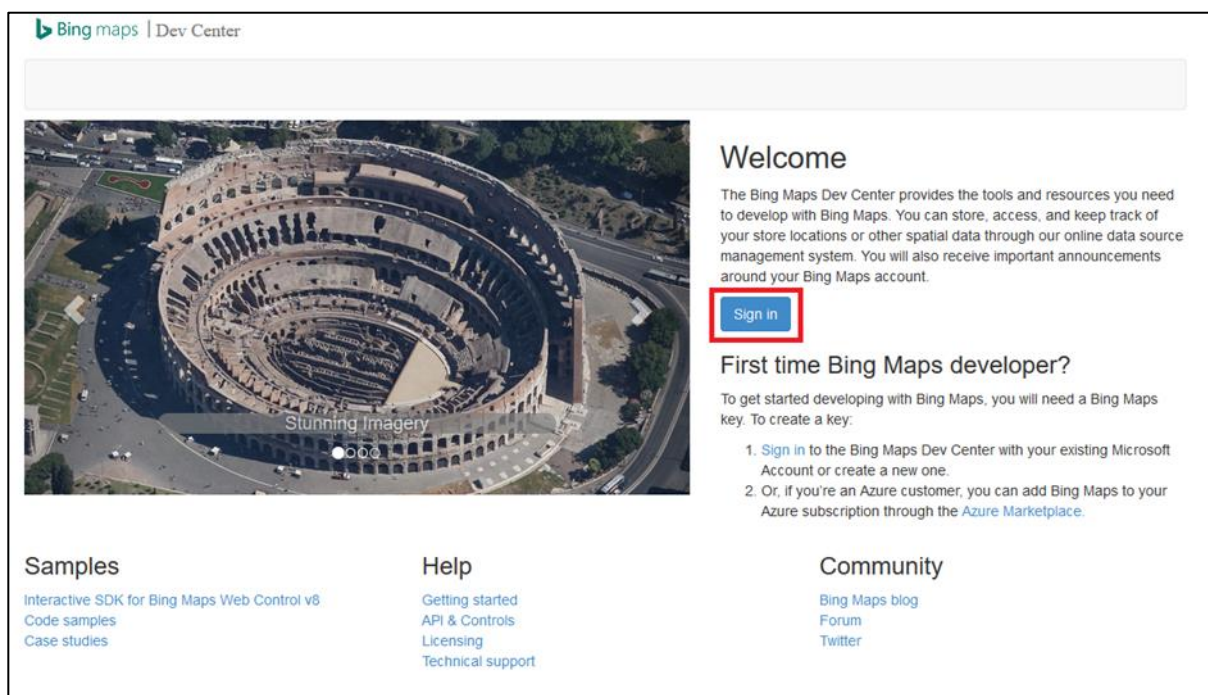 Bing maps | Dev Center
Welcome
The Bing Maps Dev Center provides the tools and resources you need
to develop with Bing Maps. You can store, access, and keep track of
your store locations or other spatial data through our online data source
management system. You will also receive important announcements
around your Bing Maps account.
Sign in
Stunning Imagery
First time Bing Maps developer?
To get started developing with Bing Maps, you will need a Bing Maps
key. To create a key:
1. Sign in to the Bing Maps Dev Center with your existing Microsoft
Account or create a new one.
2. Or, if you're an Azure customer, you can add Bing Maps to your
Azure subscription through the Azure Marketplace.
Samples
Interactive SDK for Bing Maps Web Control v8
Code samples
Case studies
Help
Getting started
API & Controls
Licensing
Technical support
Community
Bing Maps blog
Forum
Twitter